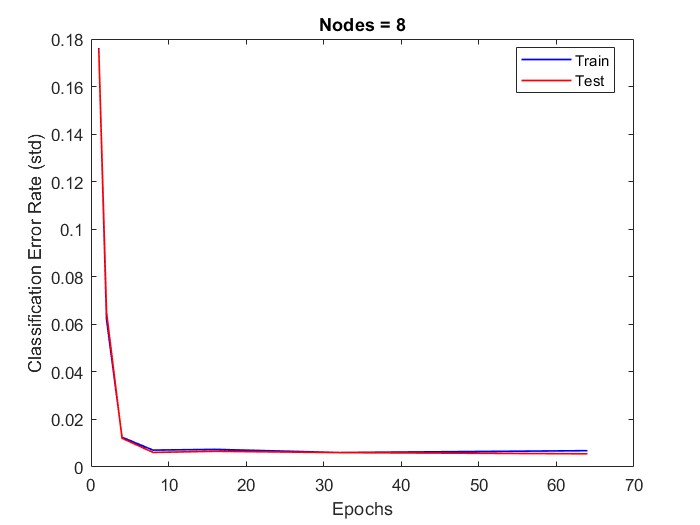 Nodes = 8
Train
Test
Classification Error Rate (std)
0.18
0.16
0.14
0.12
0.1
0.08
0.06
0.04
0.02
0
0 10 20 30 40 50 60 70
Epochs